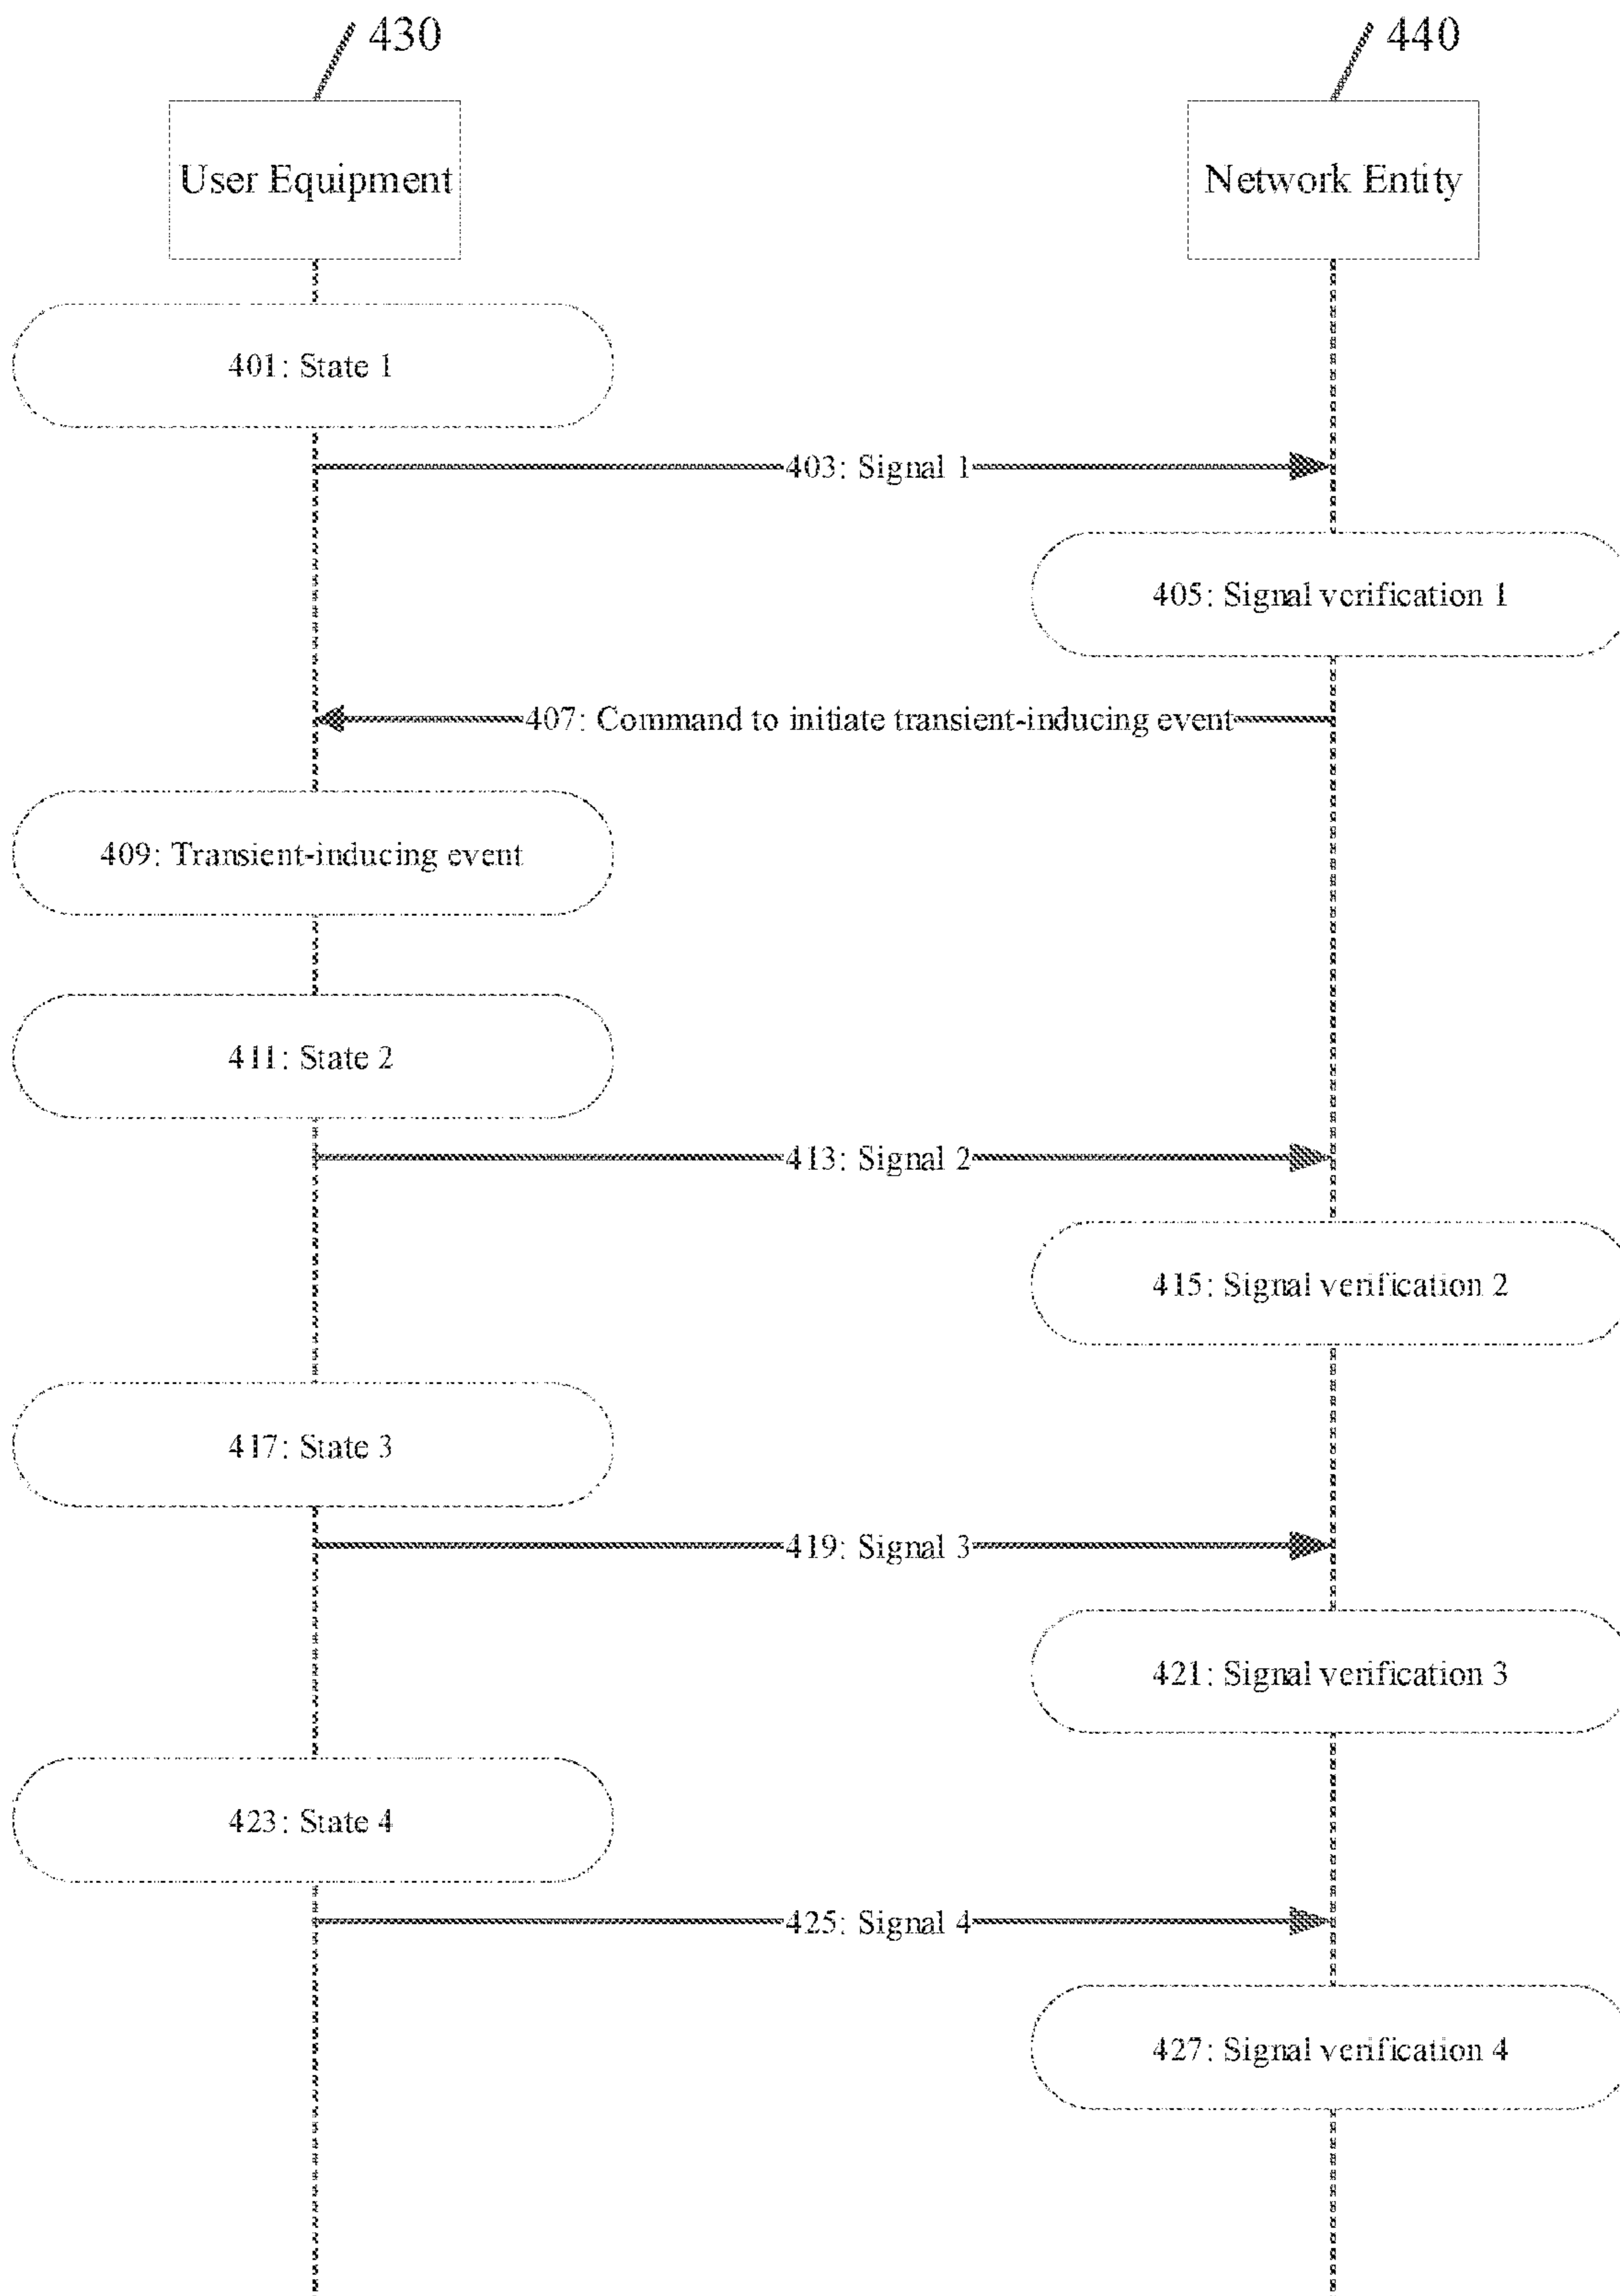 430
440
User Equipment
Network Entity
401: State 1
403: Signal 1
405: Signal verification 1
407: Command to initiate transient-inducing event
409: Transient-inducing event
411: State 2
413: Signal 2
415: Signal verification 2
417: State 3
419: Signal 3
421: Signal verification 3
423: State 4
425: Signal 4
427: Signal verification 4